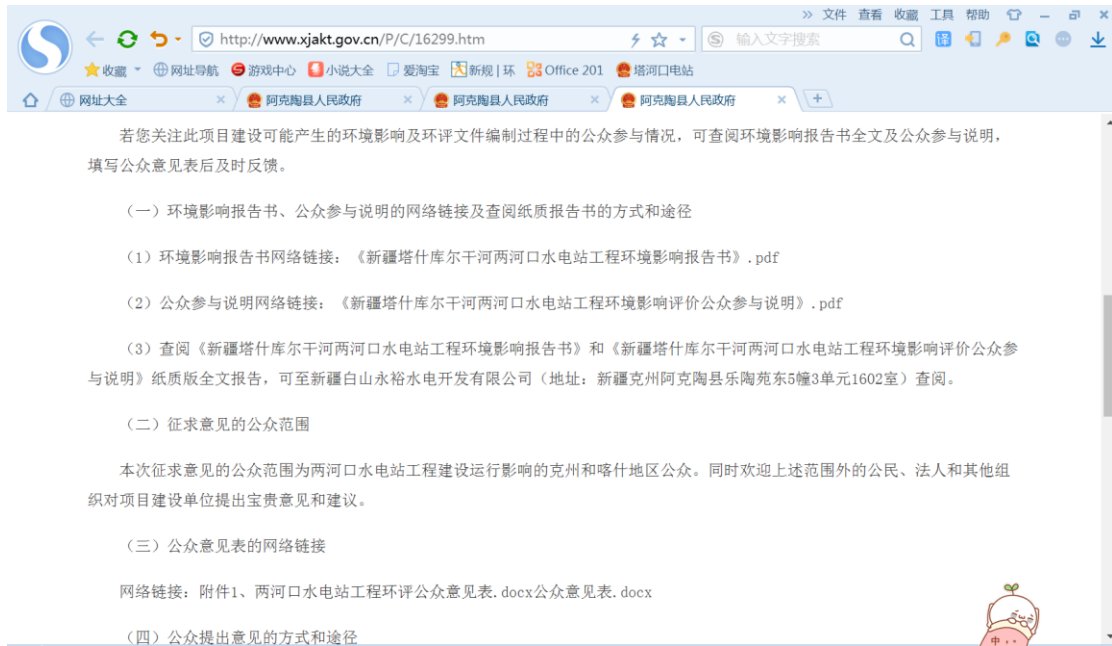 文件 查看 收藏 工具 帮助
http://www.xjakt.gov.cn/P/C/16299.htm 输入文字搜索 译
收藏 网址导航 游戏中心 小说大全 爱淘宝 新规|环 Office 201 塔河口电站
网址大全 阿克陶县人民政府 阿克陶县人民政府 阿克陶县人民政府
若您关注此项目建设可能产生的环境影响及环评文件编制过程中的公众参与情况，可查阅环境影响报告书全文及公众参与说明，
填写公众意见表后及时反馈。
（一）环境影响报告书、公众参与说明的网络链接及查阅纸质报告书的方式和途径
（1）环境影响报告书网络链接：《新疆塔什库尔干河两河口水电站工程环境影响报告书》.pdf
（2）公众参与说明网络链接：《新疆塔什库尔干河两河口水电站工程环境影响评价公众参与说明》.pdf
（3）查阅《新疆塔什库尔干河两河口水电站工程环境影响报告书》和《新疆塔什库尔干河两河口水电站工程环境影响评价公众参
与说明》纸质版全文报告，可至新疆白山永裕水电开发有限公司（地址：新疆克州阿克陶县乐陶苑东5幢3单元1602室）查阅。
（二）征求意见的公众范围
本次征求意见的公众范围为两河口水电站工程建设运行影响的克州和喀什地区公众。同时欢迎上述范围外的公民、法人和其他组
织对项目建设单位提出宝贵意见和建议。
（三）公众意见表的网络链接
网络链接：附件1、两河口水电站工程环评公众意见表.docx公众意见表.docx
（四）公众提出意见的方式和途径
中